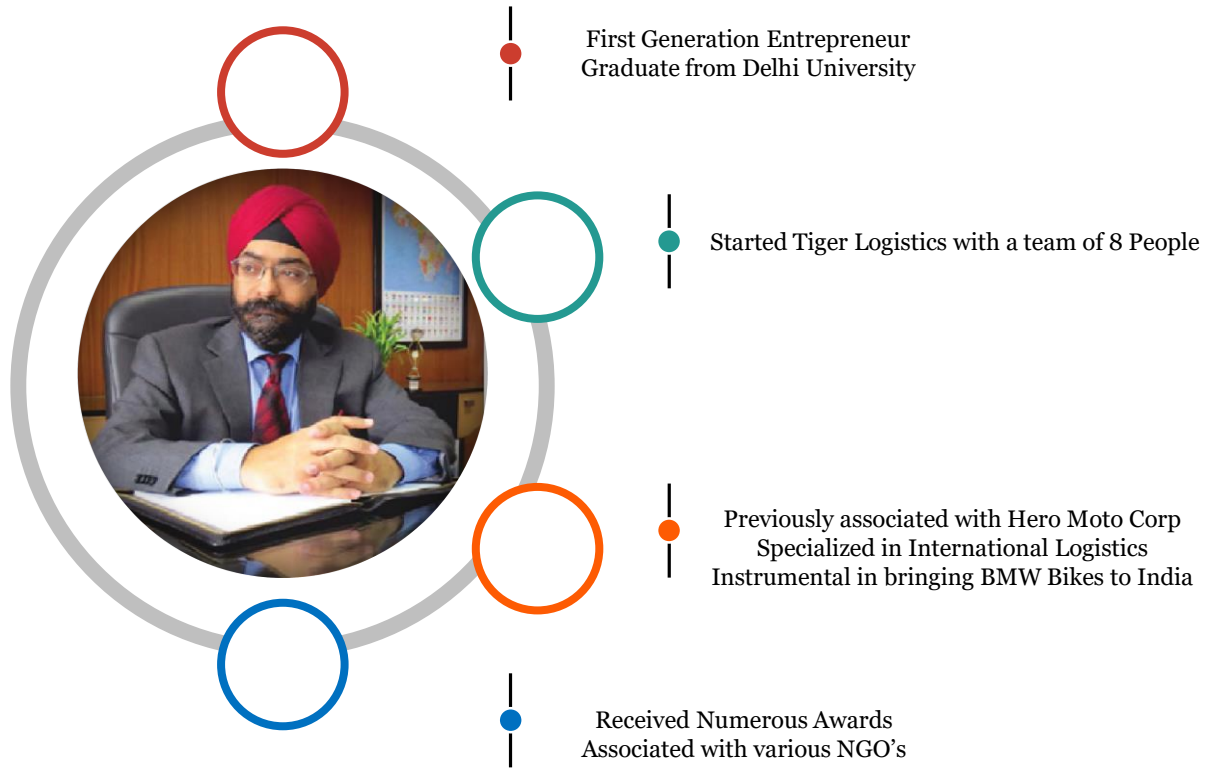 First Generation Entrepreneur
Graduate from Delhi University
Started Tiger Logistics with a team of 8 People
Previously associated with Hero Moto Corp
Specialized in International Logistics
Instrumental in bringing BMW Bikes to India
Received Numerous Awards
Associated with various NGO’s